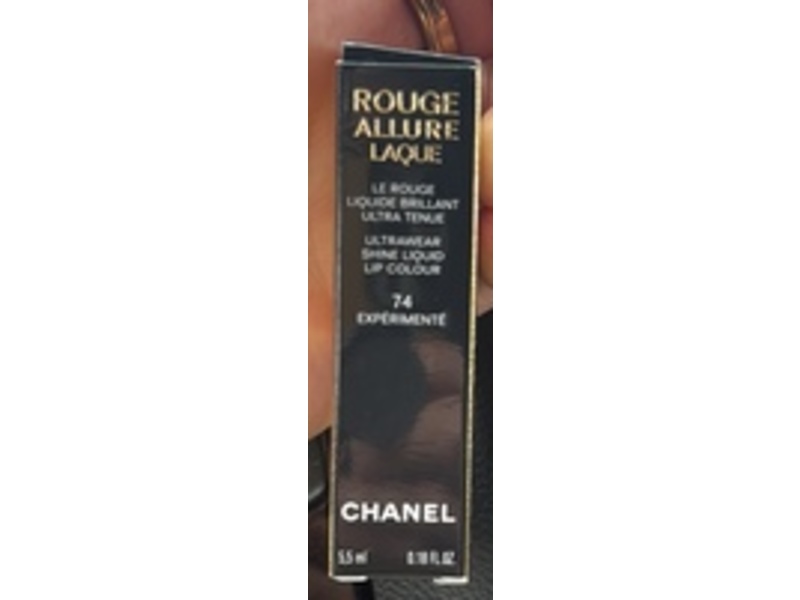 ROUGE
ALLURE
LAQUE
LE ROUGE
LIQUIDE BRILLANT
ULTRA TENUE
ULTRAWEAR
SHINE LIQUID
LIP COLOUR
74
EXPÉRIMENTÉ
CHANEL
5.5 ml 0.18 FL.OZ.